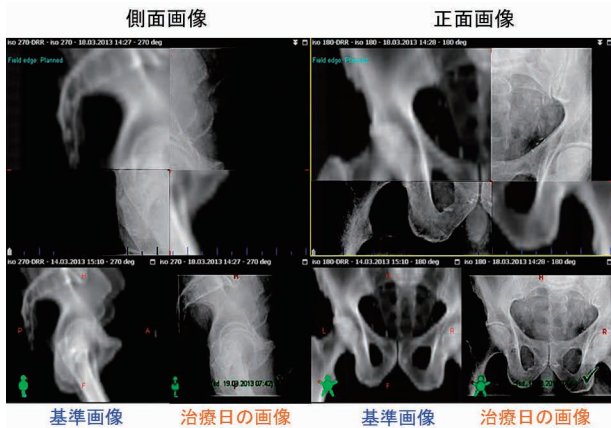 側面画像
正面画像
iso 270-DRR - iso 270 - 18.03.2013 14:27 - 270 deg
Field edge: Planned
iso 180-DRR - iso 180 - 18.03.2013 14:28 - 180 deg
Field edge: Planned
iso 270-DRR - 14.03.2013 15:10 - 270 deg
iso 270 - 18.03.2013 14:27 - 270 deg
iso 180-DRR - 14.03.2013 15:10 - 180 deg
iso 180 - 18.03.2013 14:28 - 180 deg
H
P
A
F
L
R
F
H
R
19.03.2013 07:42)
基準画像
治療日の画像
基準画像
治療日の画像